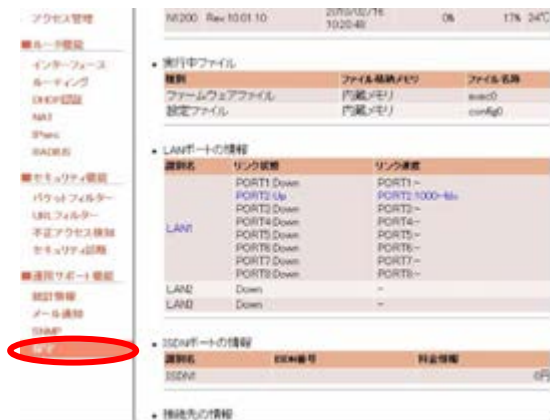 アクセス管理
■ルータ機能
インターフェース
ルーティング
DHCP認証
NAT
IPsec
RADIUS
■セキュリティ機能
パケットフィルター
URLフィルター
不正アクセス検知
セキュリティ診断
■運用サポート機能
統計情報
メール通知
SNMP
保守
N1200 Rev.10.01.10 10:20:48 0% 17% 24℃
• 実行中ファイル
種別 ファイル格納メモリ ファイル名称
ファームウェアファイル 内蔵メモリ exec0
設定ファイル 内蔵メモリ config0
• LANポートの情報
識別名 リンク状態 リンク速度
LAN1
PORT1:Down PORT1:-
PORT2:Up PORT2:1000-fdx
PORT3:Down PORT3:-
PORT4:Down PORT4:-
PORT5:Down PORT5:-
PORT6:Down PORT6:-
PORT7:Down PORT7:-
PORT8:Down PORT8:-
LAN2 Down -
LAN3 Down -
• ISDNポートの情報
識別名 ISDN番号 料金情報
ISDN1 0円
• 接続先の情報